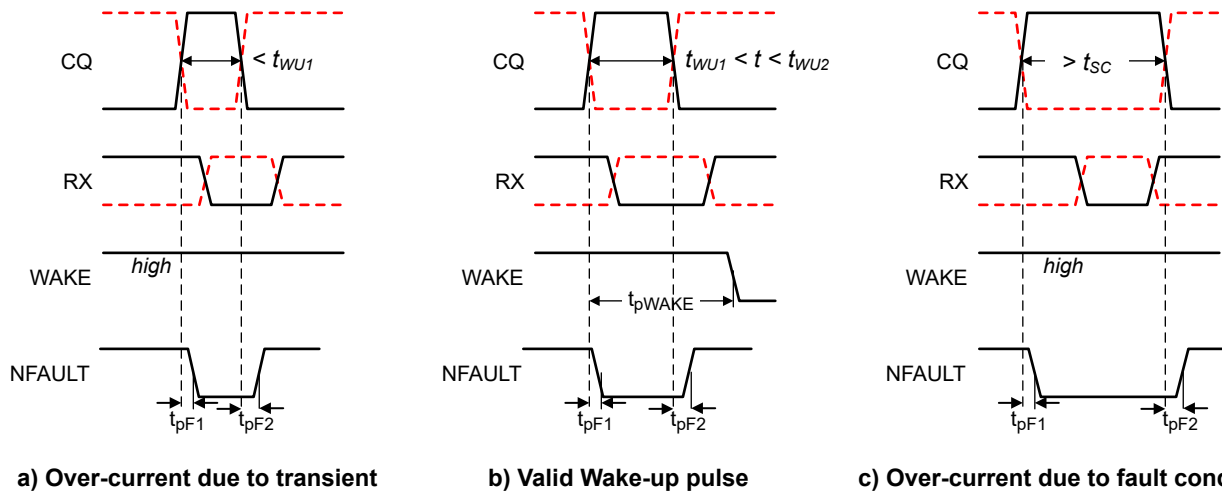 CQ
< tWU1
RX
WAKE
high
NFAULT
tpF1
tpF2
a) Over-current due to transient
CQ
tWU1 < t < tWU2
RX
WAKE
tpWAKE
NFAULT
tpF1
tpF2
b) Valid Wake-up pulse
CQ
> tSC
RX
WAKE
high
NFAULT
tpF1
tpF2
c) Over-current due to fault cond